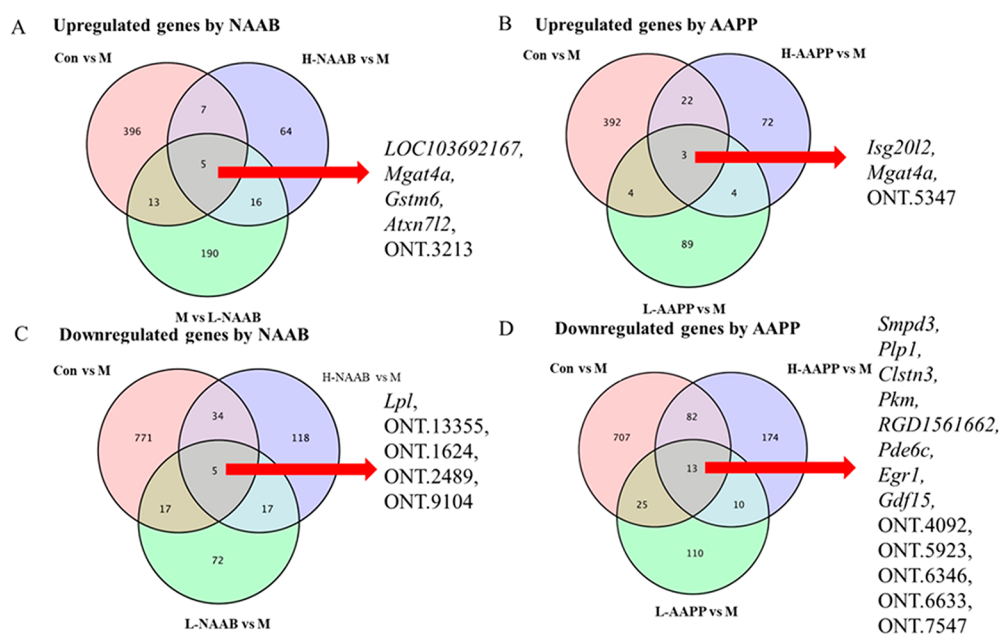 A
Upregulated genes by NAAB
Con vs M
H-NAAB vs M
7
396
64
5
13
16
190
M vs L-NAAB
LOC103692167,
Mgat4a,
Gstm6,
Atxn7l2,
ONT.3213
B
Upregulated genes by AAPP
Con vs M
H-AAPP vs M
22
392
72
3
4
4
89
L-AAPP vs M
Isg20l2,
Mgat4a,
ONT.5347
C
Downregulated genes by NAAB
Con vs M
H-NAAB vs M
34
771
118
5
17
17
72
L-NAAB vs M
Lpl,
ONT.13355,
ONT.1624,
ONT.2489,
ONT.9104
D
Downregulated genes by AAPP
Con vs M
H-AAPP vs M
82
707
174
13
25
10
110
L-AAPP vs M
Smpd3,
Plp1,
Clstn3,
Pkm,
RGD1561662,
Pde6c,
Egr1,
Gdf15,
ONT.4092,
ONT.5923,
ONT.6346,
ONT.6633,
ONT.7547